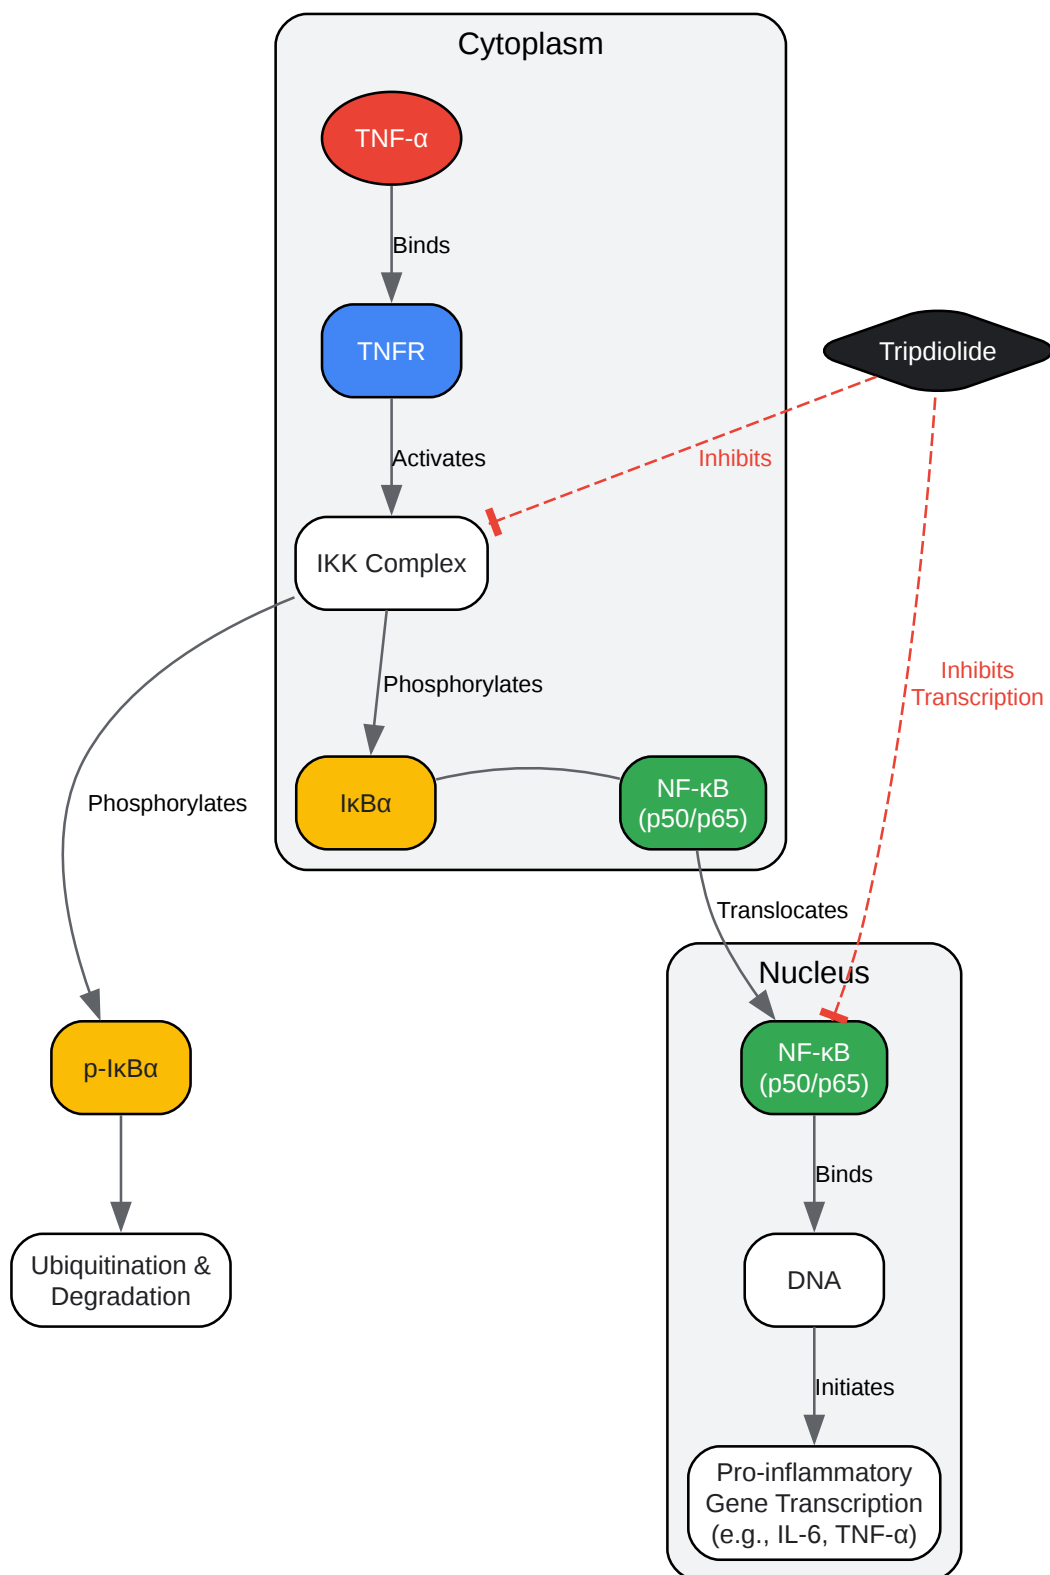 Cytoplasm
TNF-α
Binds
TNFR
Tripdiolide
Activates
Inhibits
IKK Complex
Inhibits
Transcription
Phosphorylates
IκBα
NF-κB
(p50/p65)
Phosphorylates
Translocates
Nucleus
p-IκBα
NF-κB
(p50/p65)
Binds
Ubiquitination &
Degradation
DNA
Initiates
Pro-inflammatory
Gene Transcription
(e.g., IL-6, TNF-α)